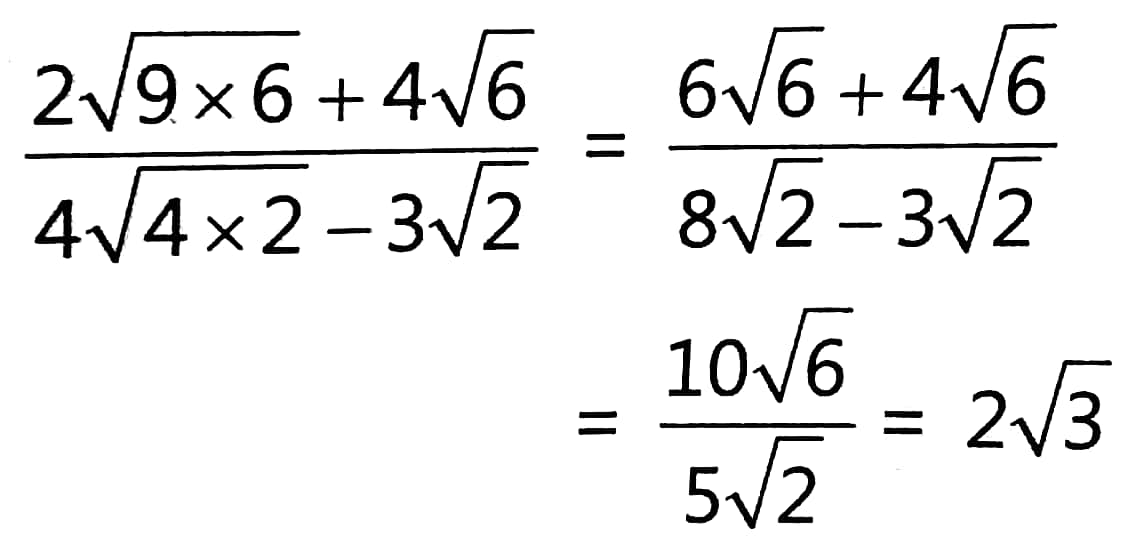 (2√(9×6) + 4√6) / (4√(4×2) − 3√2) = (6√6 + 4√6) / (8√2 − 3√2)
= 10√6 / 5√2 = 2√3